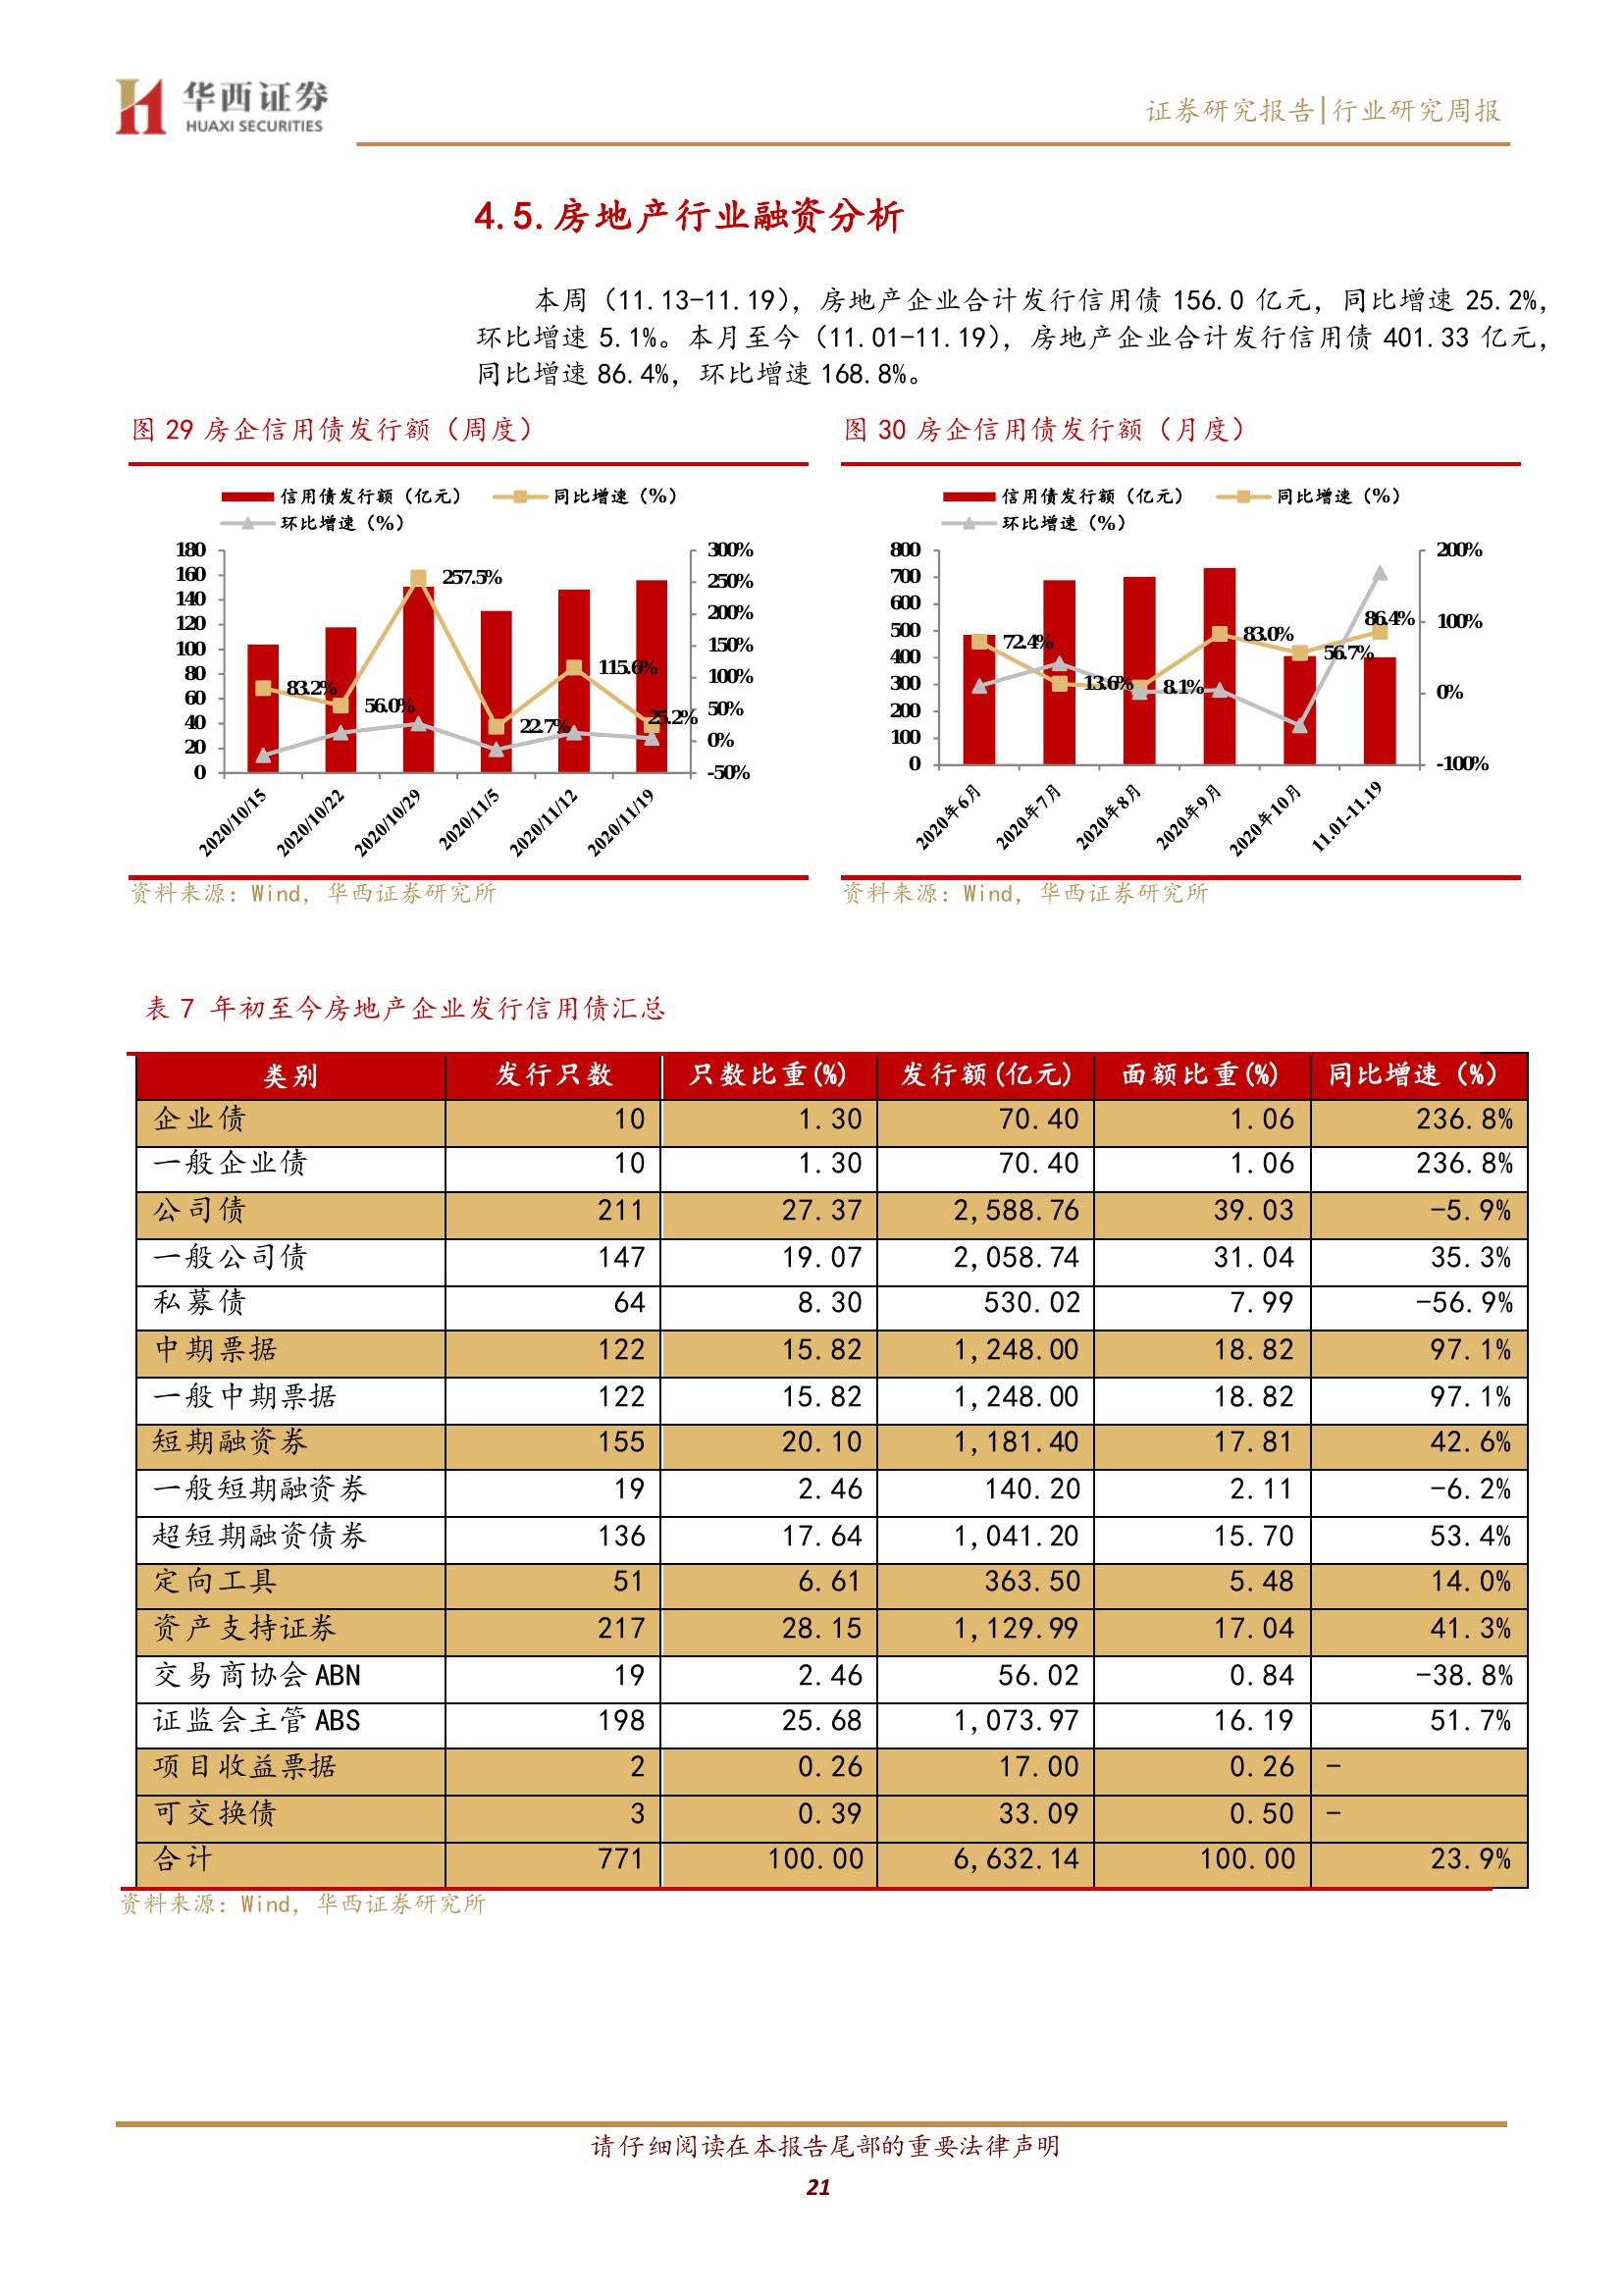 华西证券
HUAXI SECURITIES
证券研究报告|行业研究周报
4.5.房地产行业融资分析
本周（11.13-11.19），房地产企业合计发行信用债 156.0 亿元，同比增速 25.2%，
环比增速 5.1%。本月至今（11.01-11.19），房地产企业合计发行信用债 401.33 亿元，
同比增速 86.4%，环比增速 168.8%。
图 29 房企信用债发行额（周度）
信用债发行额（亿元） 同比增速（%）
环比增速（%）
180 300%
160 250%
140 200%
120 150%
100 100%
80 50%
60 0%
40 -50%
20
0
257.5%
83.2%
56.0%
22.7%
115.6%
25.2%
2020/10/15 2020/10/22 2020/10/29 2020/11/5 2020/11/12 2020/11/19
资料来源：Wind，华西证券研究所
图 30 房企信用债发行额（月度）
信用债发行额（亿元） 同比增速（%）
环比增速（%）
800 200%
700 100%
600 0%
500 -100%
400
300
200
100
0
72.4%
13.6%
8.1%
83.0%
56.7%
86.4%
2020年6月 2020年7月 2020年8月 2020年9月 2020年10月 11.01-11.19
资料来源：Wind，华西证券研究所
表 7 年初至今房地产企业发行信用债汇总
类别 发行只数 只数比重(%) 发行额(亿元) 面额比重(%) 同比增速（%）
企业债 10 1.30 70.40 1.06 236.8%
一般企业债 10 1.30 70.40 1.06 236.8%
公司债 211 27.37 2,588.76 39.03 -5.9%
一般公司债 147 19.07 2,058.74 31.04 35.3%
私募债 64 8.30 530.02 7.99 -56.9%
中期票据 122 15.82 1,248.00 18.82 97.1%
一般中期票据 122 15.82 1,248.00 18.82 97.1%
短期融资券 155 20.10 1,181.40 17.81 42.6%
一般短期融资券 19 2.46 140.20 2.11 -6.2%
超短期融资债券 136 17.64 1,041.20 15.70 53.4%
定向工具 51 6.61 363.50 5.48 14.0%
资产支持证券 217 28.15 1,129.99 17.04 41.3%
交易商协会 ABN 19 2.46 56.02 0.84 -38.8%
证监会主管 ABS 198 25.68 1,073.97 16.19 51.7%
项目收益票据 2 0.26 17.00 0.26 -
可交换债 3 0.39 33.09 0.50 -
合计 771 100.00 6,632.14 100.00 23.9%
资料来源：Wind，华西证券研究所
请仔细阅读在本报告尾部的重要法律声明
21